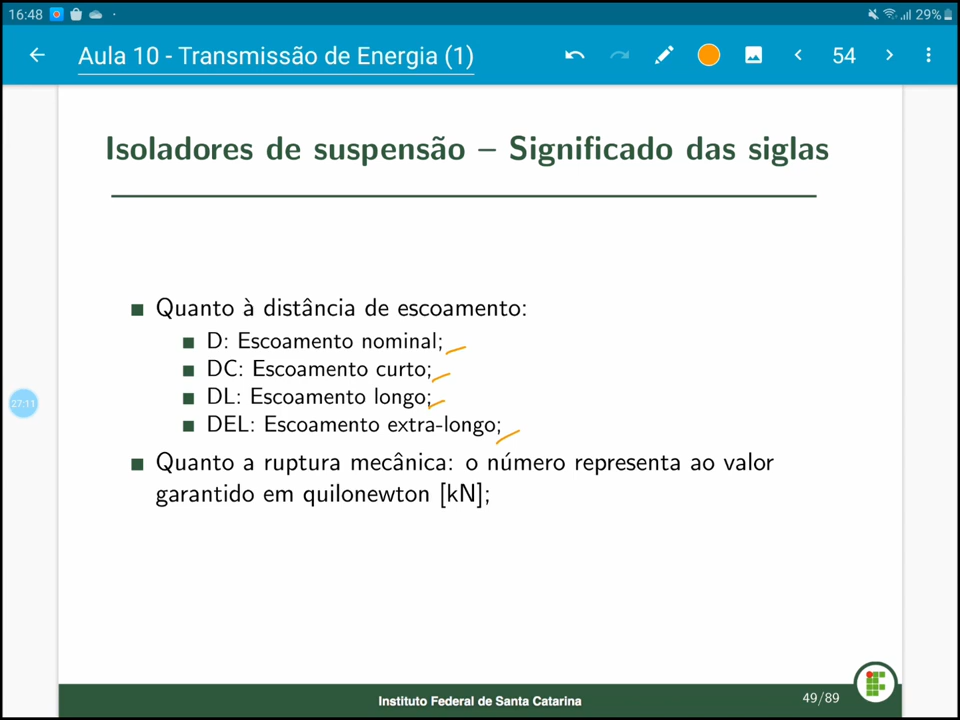 16:48
29%
Aula 10 - Transmissão de Energia (1)
54
Isoladores de suspensão – Significado das siglas
Quanto à distância de escoamento:
D: Escoamento nominal;
DC: Escoamento curto;
DL: Escoamento longo;
DEL: Escoamento extra-longo;
27:11
Quanto a ruptura mecânica: o número representa ao valor
garantido em quilonewton [kN];
Instituto Federal de Santa Catarina
49/89